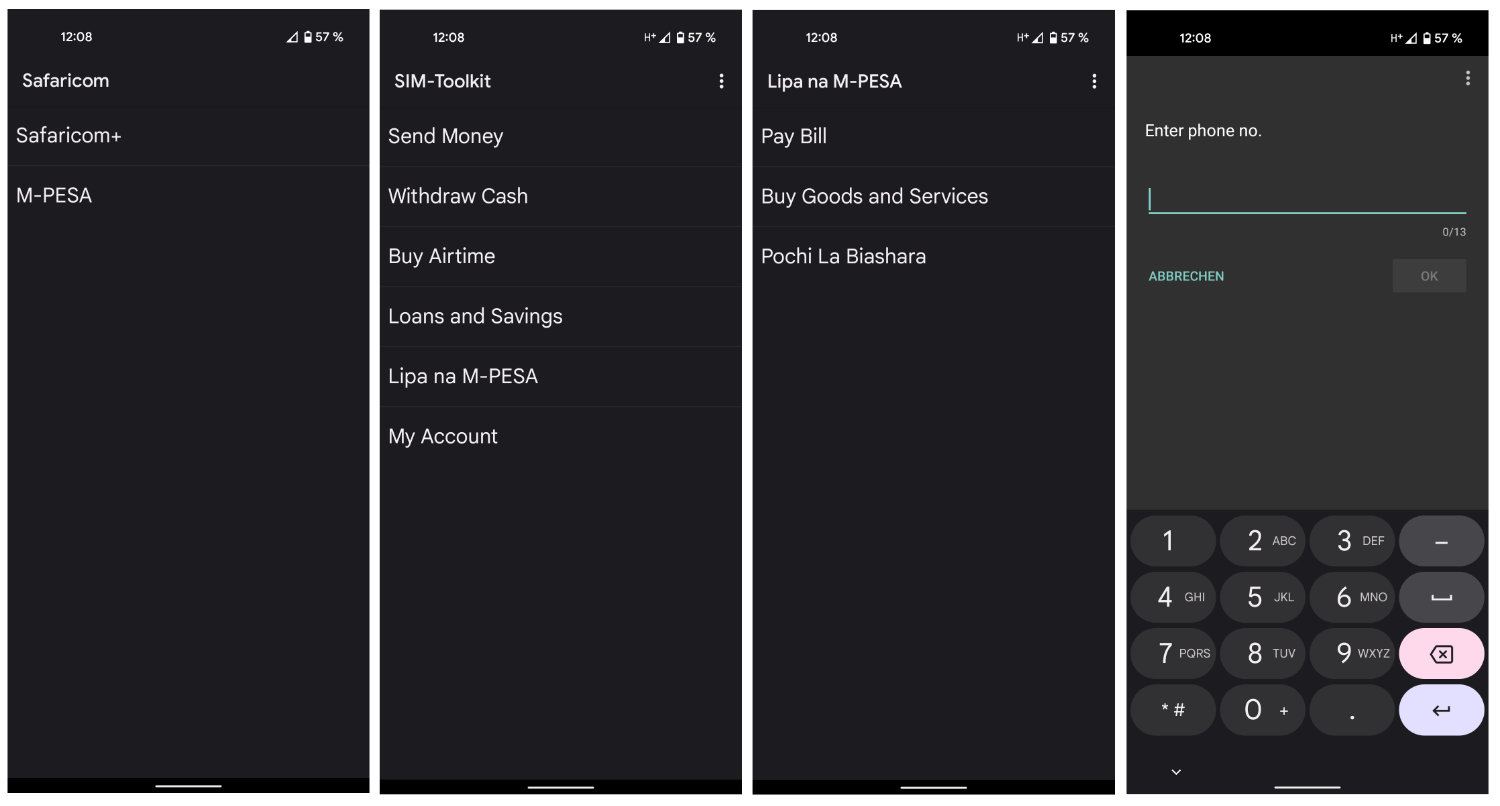 12:08
57 %
Safaricom
Safaricom+
M-PESA
12:08
H+ 57 %
SIM-Toolkit
Send Money
Withdraw Cash
Buy Airtime
Loans and Savings
Lipa na M-PESA
My Account
12:08
H+ 57 %
Lipa na M-PESA
Pay Bill
Buy Goods and Services
Pochi La Biashara
12:08
H+ 57 %
Enter phone no.
0/13
ABBRECHEN OK
1 2 ABC 3 DEF –
4 GHI 5 JKL 6 MNO
7 PQRS 8 TUV 9 WXYZ
* # 0 + .